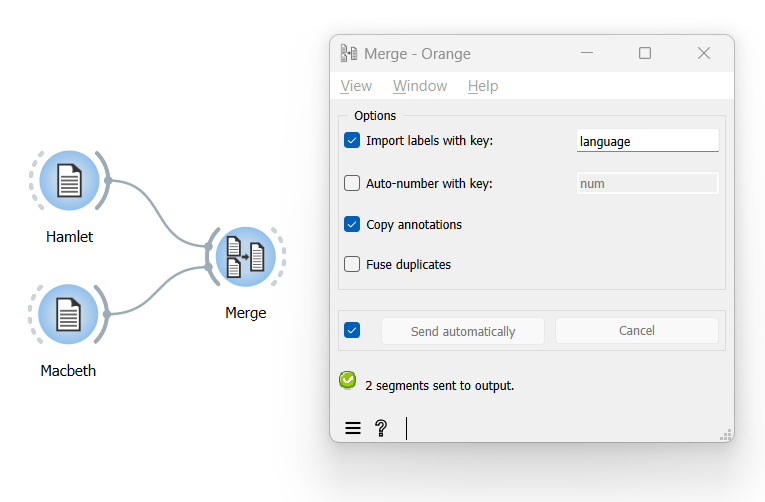 Hamlet
Macbeth
Merge
Merge - Orange
View Window Help
Options
Import labels with key: language
Auto-number with key: num
Copy annotations
Fuse duplicates
Send automatically Cancel
2 segments sent to output.
?